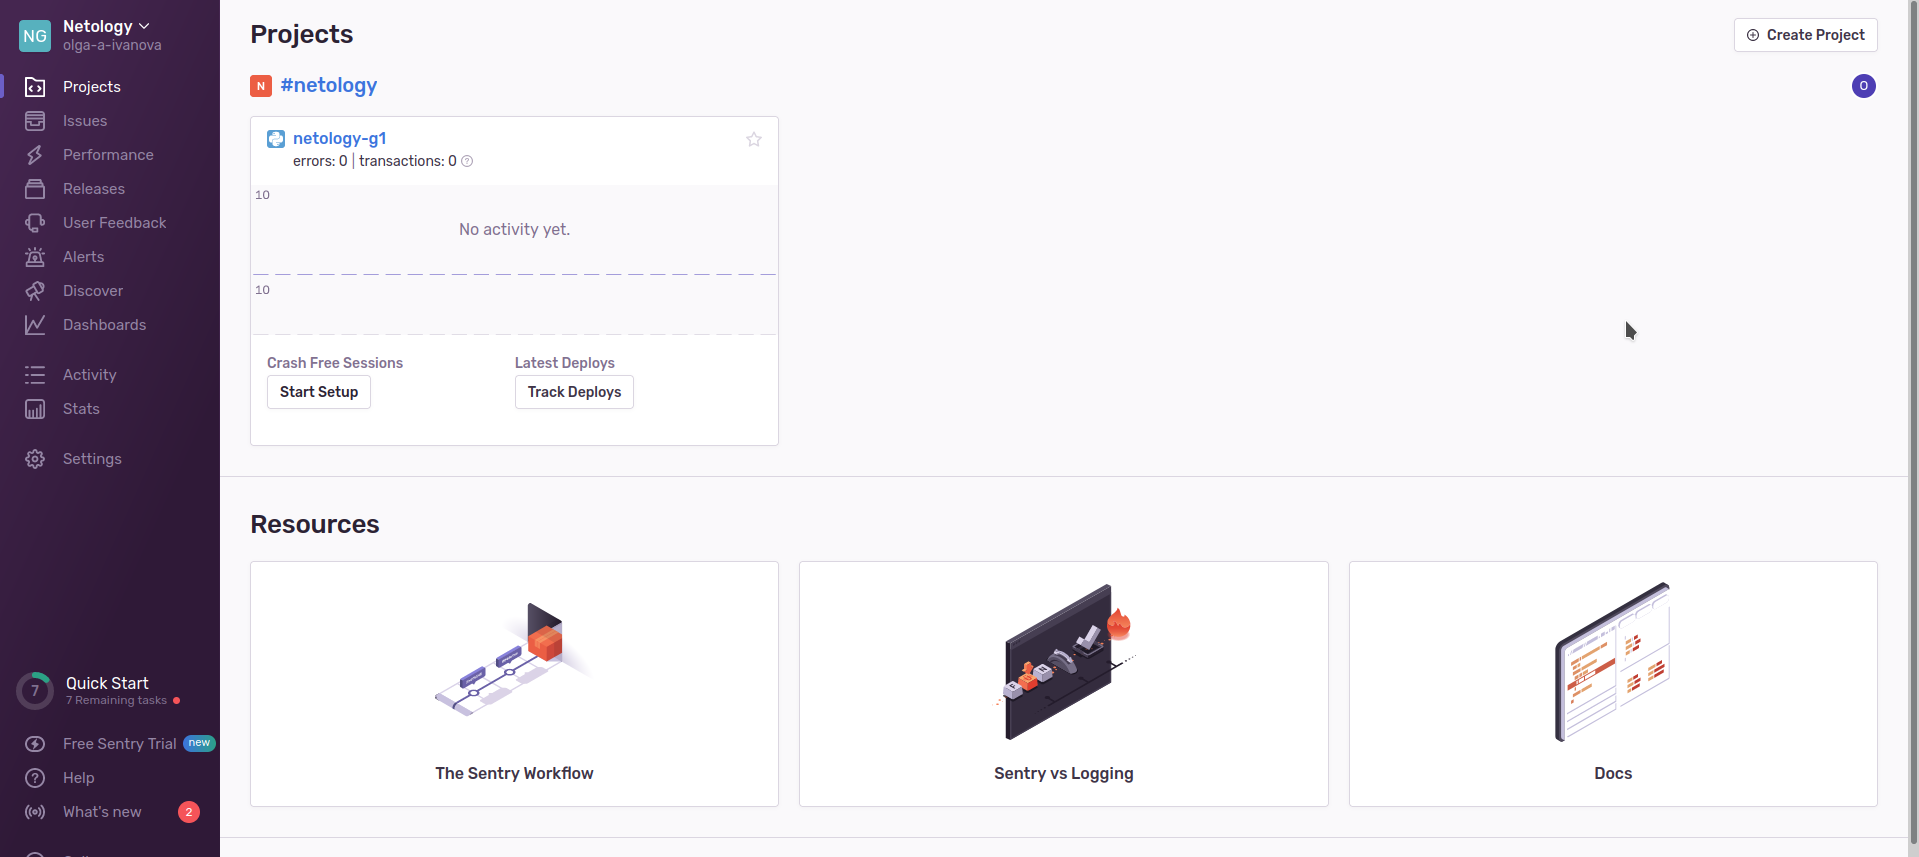 NG
Netology
olga-a-ivanova
Projects
Issues
Performance
Releases
User Feedback
Alerts
Discover
Dashboards
Activity
Stats
Settings
7
Quick Start
7 Remaining tasks
Free Sentry Trial new
Help
What's new 2
Projects
Create Project
N #netology
O
netology-g1
errors: 0 | transactions: 0
10
No activity yet.
10
Crash Free Sessions
Latest Deploys
Start Setup
Track Deploys
Resources
The Sentry Workflow
Sentry vs Logging
Docs